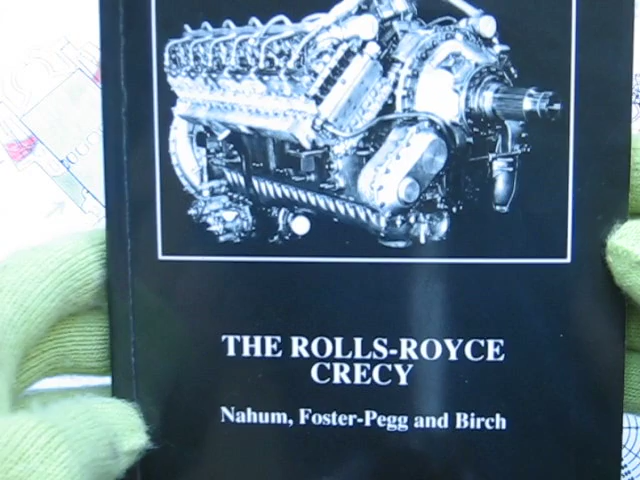 THE ROLLS-ROYCE
CRECY
Nahum, Foster-Pegg and Birch